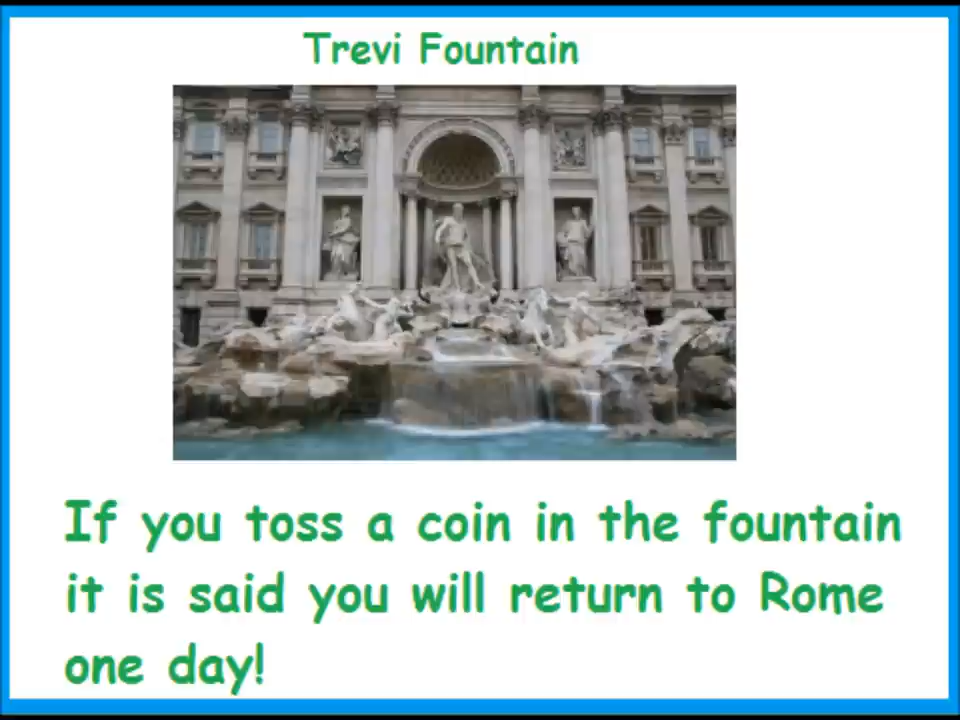 Trevi Fountain
If you toss a coin in the fountain
it is said you will return to Rome
one day!